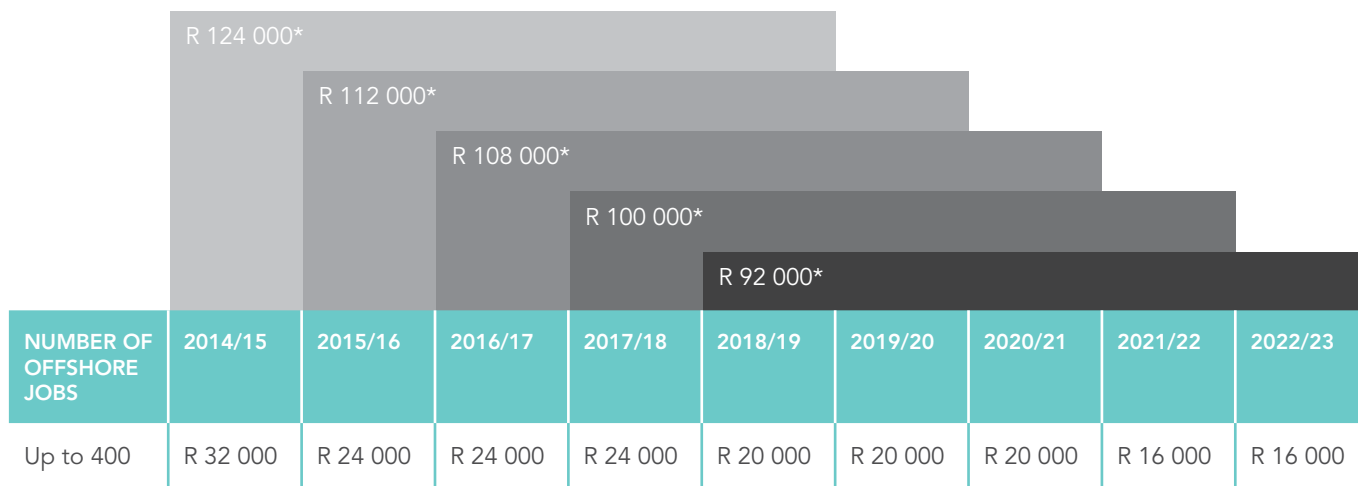 R 124 000*
R 112 000*
R 108 000*
R 100 000*
R 92 000*
NUMBER OF
OFFSHORE
JOBS
2014/15
2015/16
2016/17
2017/18
2018/19
2019/20
2020/21
2021/22
2022/23
Up to 400
R 32 000
R 24 000
R 24 000
R 24 000
R 20 000
R 20 000
R 20 000
R 16 000
R 16 000